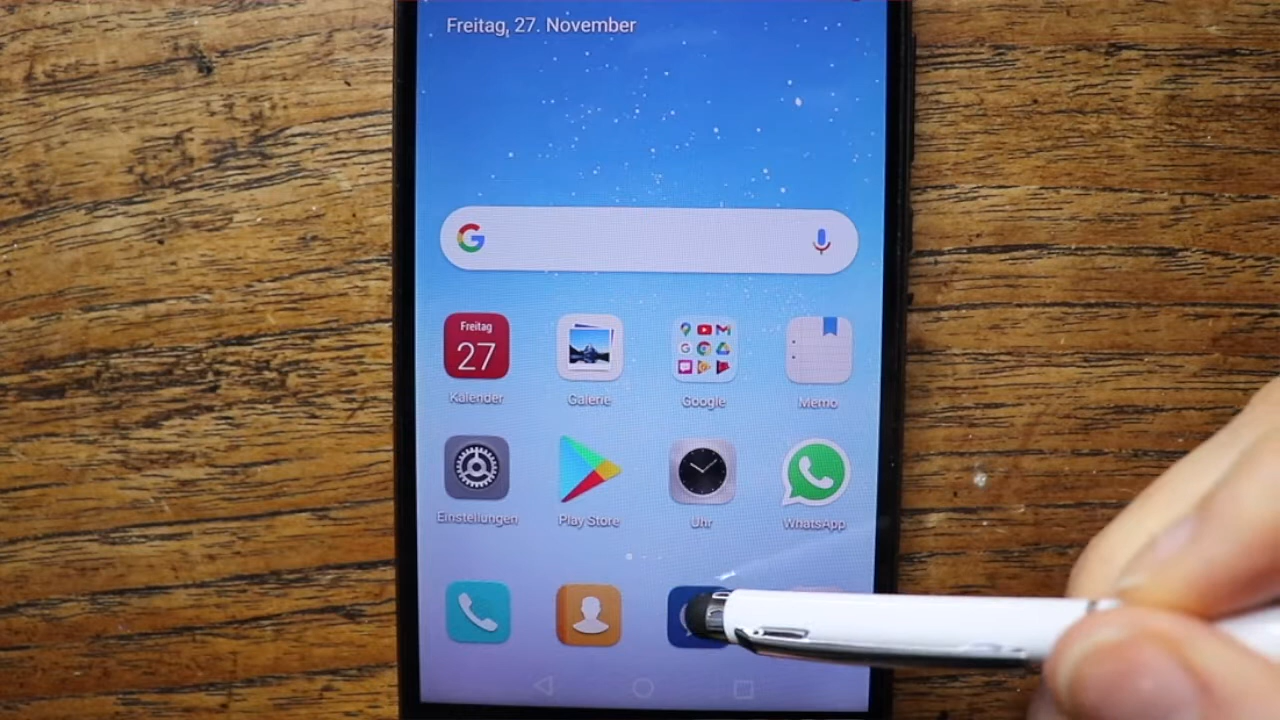 Freitag, 27. November
Freitag
27
Kalender
Galerie
Google
Memo
Einstellungen
Play Store
Uhr
WhatsApp